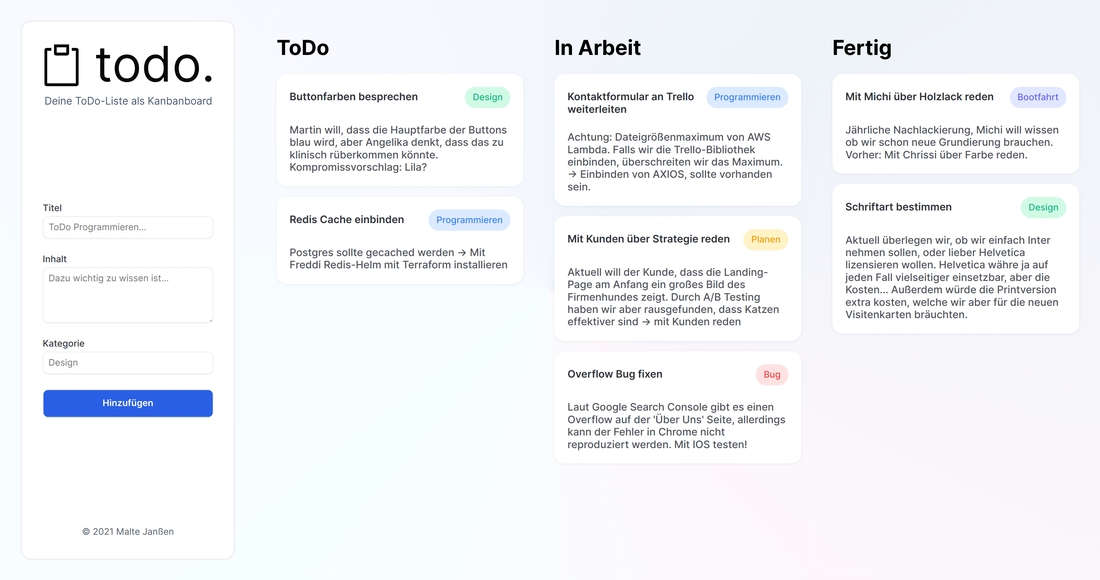 todo.
Deine ToDo-Liste als Kanbanboard
Titel
ToDo Programmieren...
Inhalt
Dazu wichtig zu wissen ist...
Kategorie
Design
Hinzufügen
© 2021 Malte Janßen
ToDo
Buttonfarben besprechen
Design
Martin will, dass die Hauptfarbe der Buttons
blau wird, aber Angelika denkt, dass das zu
klinisch rüberkommen könnte.
Kompromissvorschlag: Lila?
Redis Cache einbinden
Programmieren
Postgres sollte gecached werden → Mit
Freddi Redis-Helm mit Terraform installieren
In Arbeit
Kontaktformular an Trello
weiterleiten
Programmieren
Achtung: Dateigrößenmaximum von AWS
Lambda. Falls wir die Trello-Bibliothek
einbinden, überschreiten wir das Maximum.
→ Einbinden von AXIOS, sollte vorhanden
sein.
Mit Kunden über Strategie reden
Planen
Aktuell will der Kunde, dass die Landing-
Page am Anfang ein großes Bild des
Firmenhundes zeigt. Durch A/B Testing
haben wir aber rausgefunden, dass Katzen
effektiver sind → mit Kunden reden
Overflow Bug fixen
Bug
Laut Google Search Console gibt es einen
Overflow auf der 'Über Uns' Seite, allerdings
kann der Fehler in Chrome nicht
reproduziert werden. Mit IOS testen!
Fertig
Mit Michi über Holzlack reden
Bootfahrt
Jährliche Nachlackierung, Michi will wissen
ob wir schon neue Grundierung brauchen.
Vorher: Mit Chrissi über Farbe reden.
Schriftart bestimmen
Design
Aktuell überlegen wir, ob wir einfach Inter
nehmen sollen, oder lieber Helvetica
lizensieren wollen. Helvetica währe ja auf
jeden Fall vielseitiger einsetzbar, aber die
Kosten... Außerdem würde die Printversion
extra kosten, welche wir aber für die neuen
Visitenkarten bräuchten.